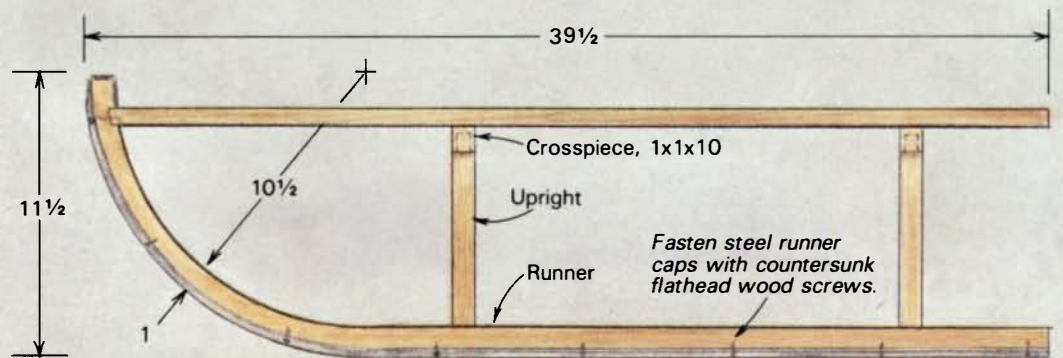 39½
Crosspiece, 1x1x10
10½
Upright
11½
Fasten steel runner
caps with countersunk
flathead wood screws.
Runner
1